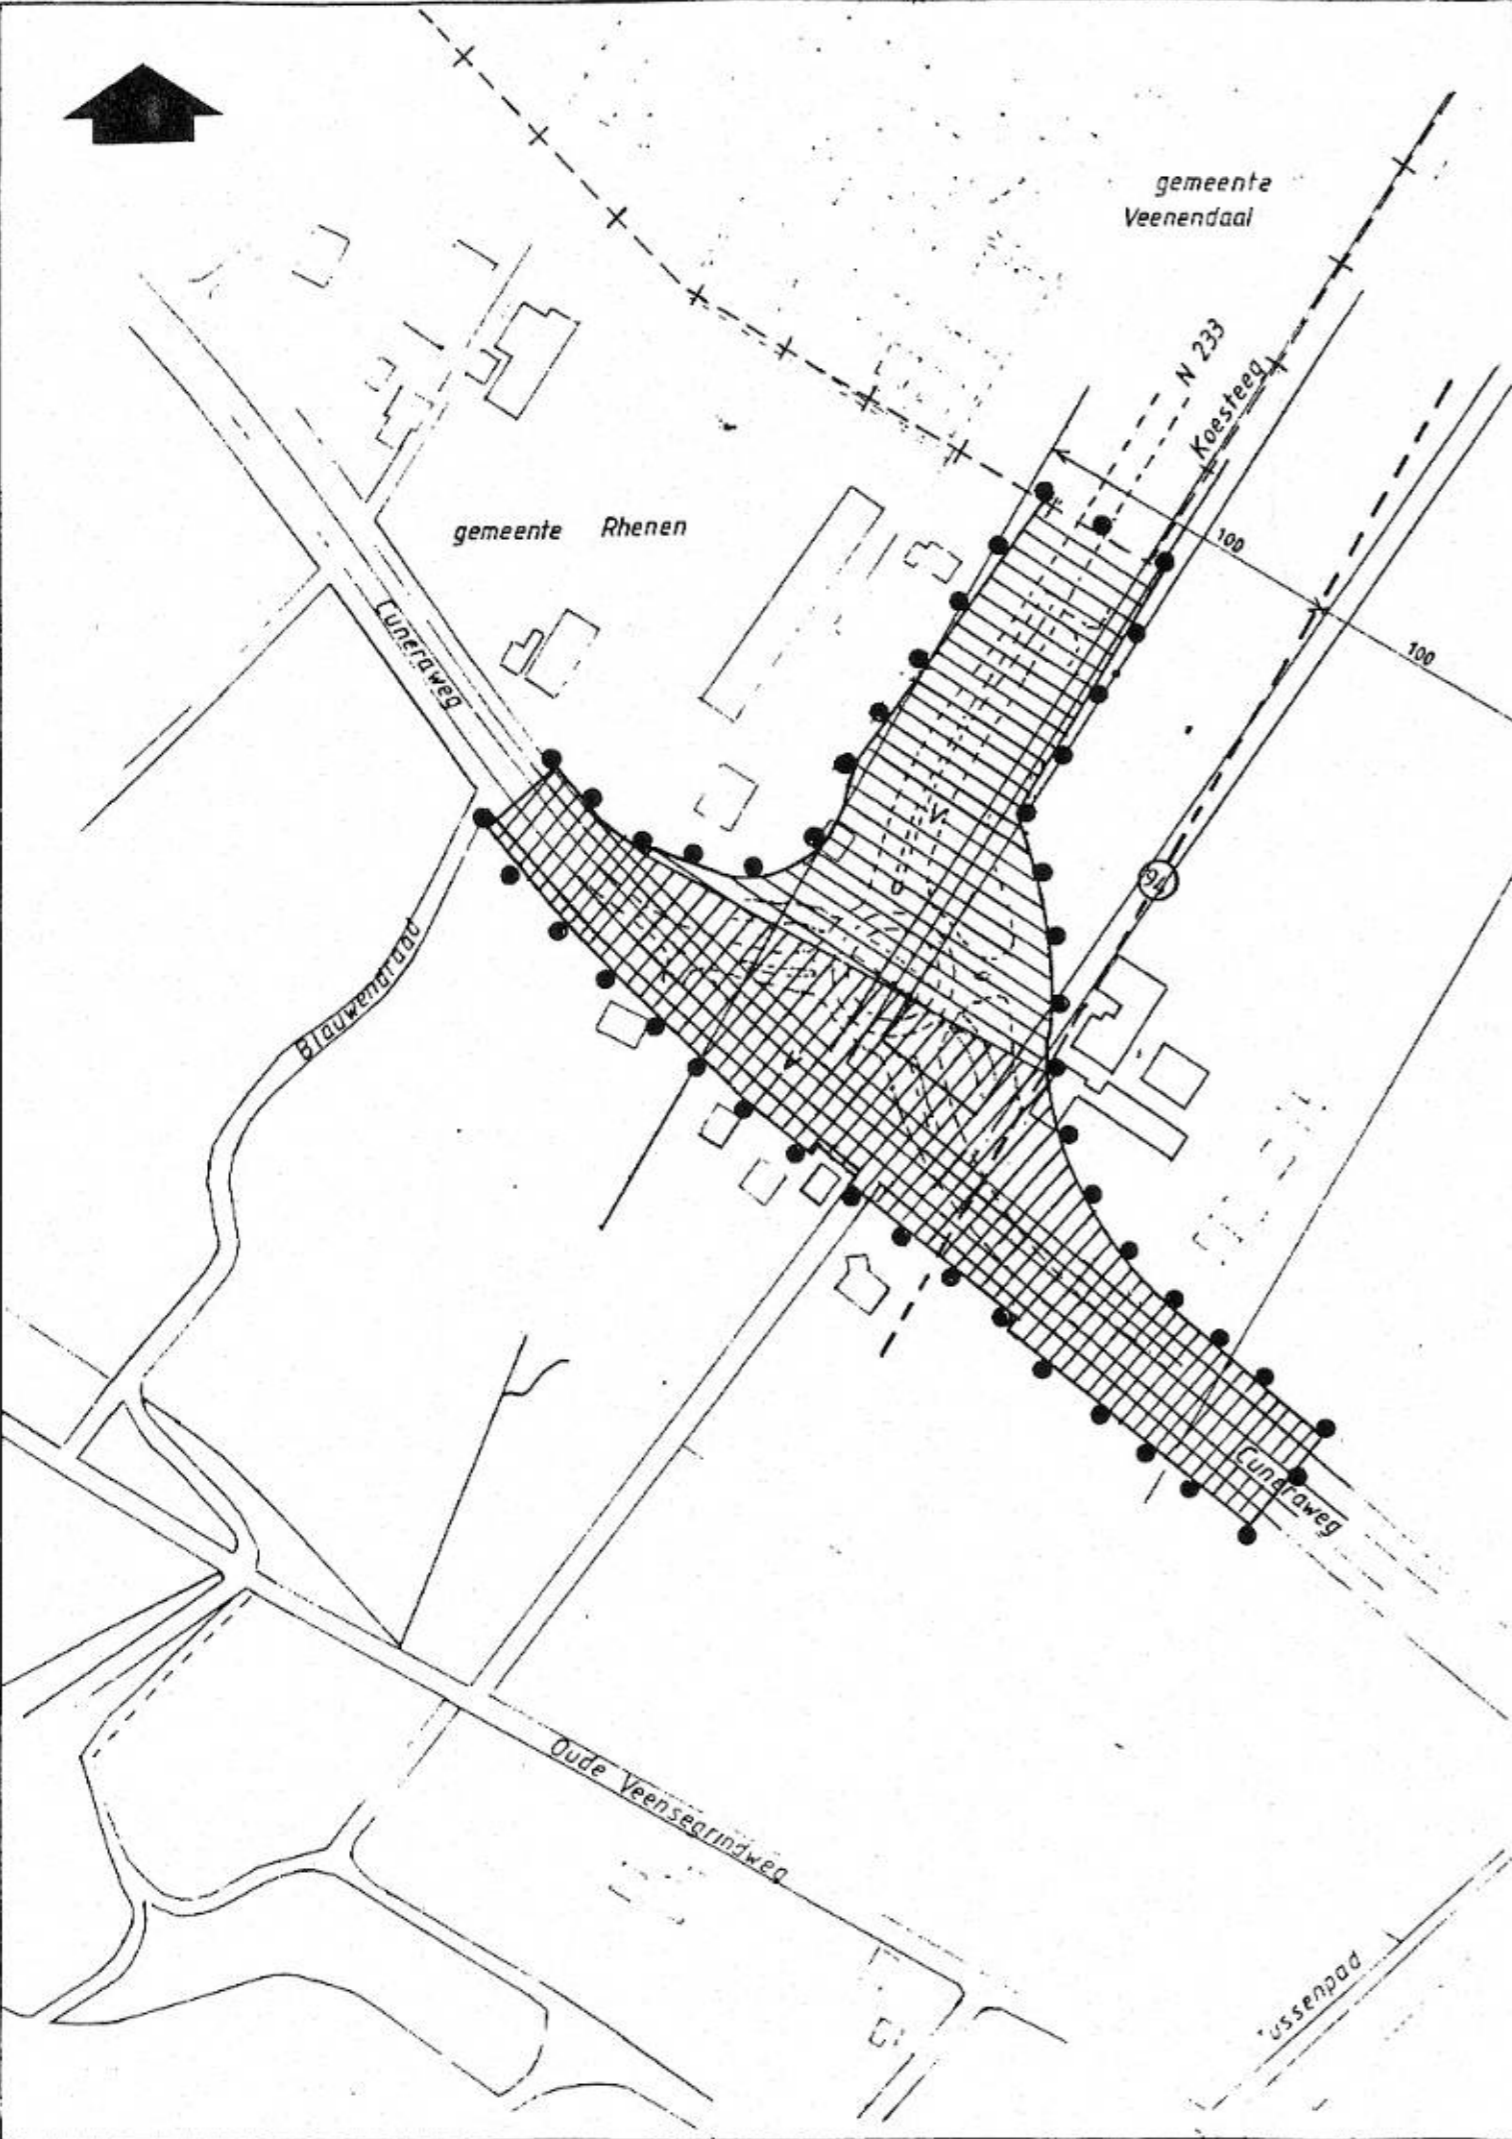 gemeente
Veenendaal
N 233
Koesteeg
gemeente Rhenen
100
100
Cuneraweg
94
V
Blauwendraad
V
Cuneraweg
Oude Veensegrindweg
ussenpad